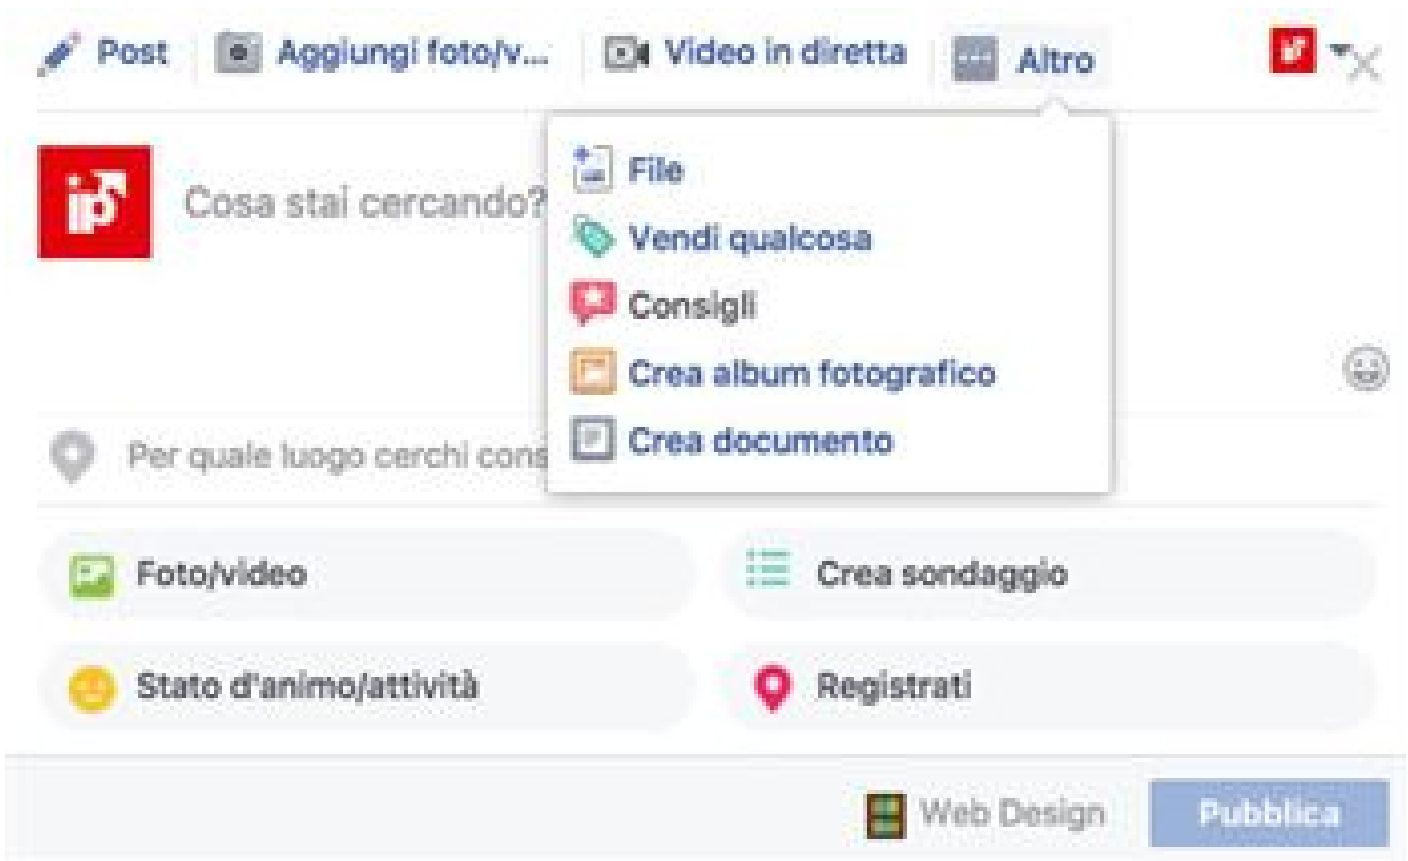 Post Aggiungi foto/v... Video in diretta Altro
ip
Cosa stai cercando?
File
Vendi qualcosa
Consigli
Crea album fotografico
Crea documento
Per quale luogo cerchi cons
Foto/video Crea sondaggio
Stato d'animo/attività Registrati
Web Design Pubblica